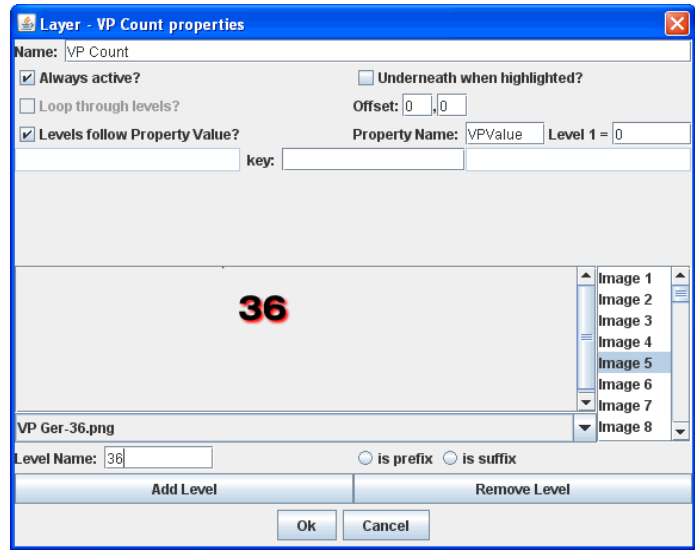 Layer - VP Count properties
Name: VP Count
Always active? Underneath when highlighted?
Loop through levels? Offset: 0 ,0
Levels follow Property Value? Property Name: VPValue Level 1 = 0
key:
36
Image 1
Image 2
Image 3
Image 4
Image 5
Image 6
Image 7
Image 8
VP Ger-36.png
Level Name: 36 is prefix is suffix
Add Level Remove Level
Ok Cancel